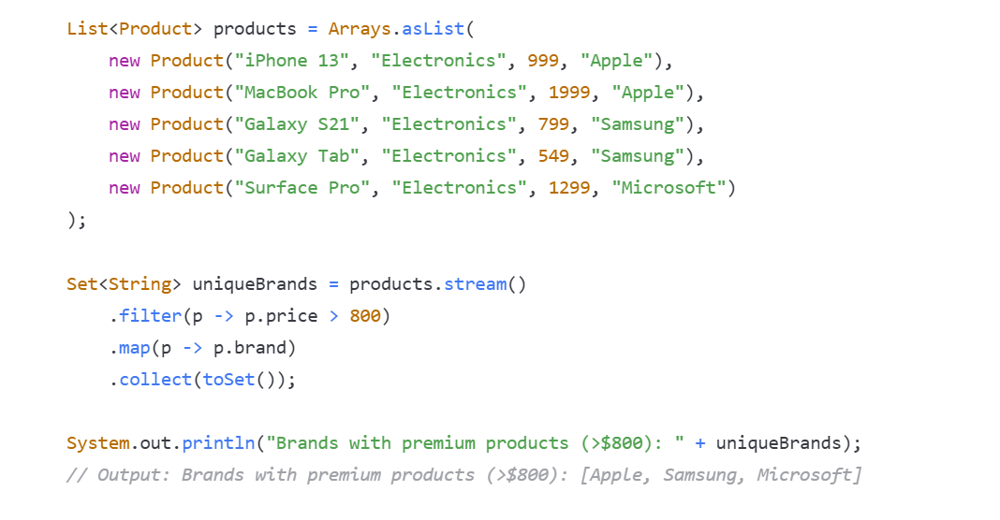 List<Product> products = Arrays.asList(
    new Product("iPhone 13", "Electronics", 999, "Apple"),
    new Product("MacBook Pro", "Electronics", 1999, "Apple"),
    new Product("Galaxy S21", "Electronics", 799, "Samsung"),
    new Product("Galaxy Tab", "Electronics", 549, "Samsung"),
    new Product("Surface Pro", "Electronics", 1299, "Microsoft")
);

Set<String> uniqueBrands = products.stream()
    .filter(p -> p.price > 800)
    .map(p -> p.brand)
    .collect(toSet());

System.out.println("Brands with premium products (>$800): " + uniqueBrands);
// Output: Brands with premium products (>$800): [Apple, Samsung, Microsoft]